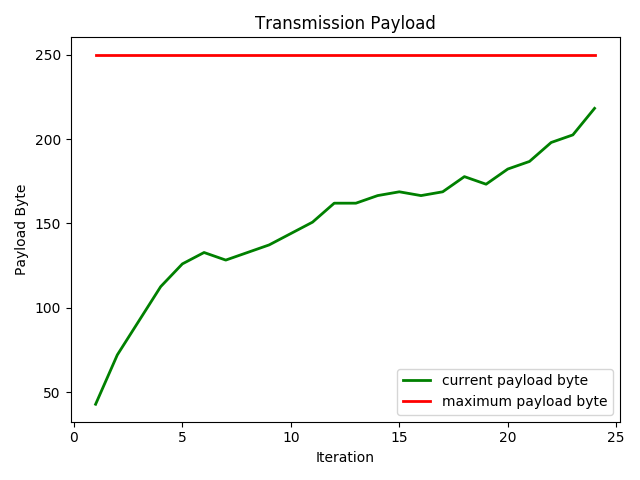 Transmission Payload
250
200
150
100
50
Payload Byte
current payload byte
maximum payload byte
0 5 10 15 20 25
Iteration